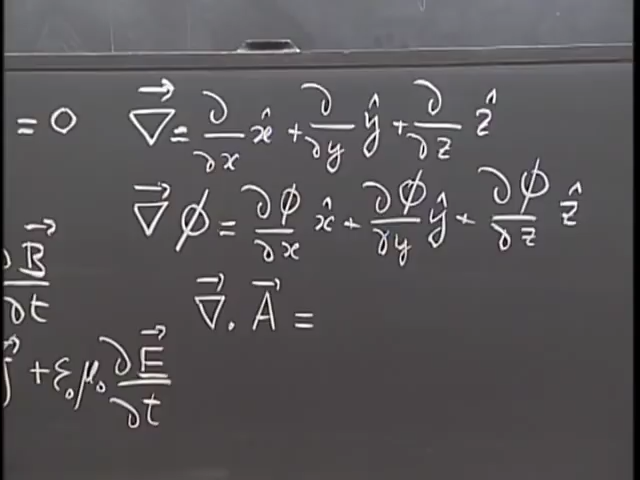 = 0
∇⃗ = ∂/∂x x̂ + ∂/∂y ŷ + ∂/∂z ẑ
∇⃗ϕ = ∂ϕ/∂x x̂ + ∂ϕ/∂y ŷ + ∂ϕ/∂z ẑ
∂B⃗/∂t
∇⃗ · A⃗ =
J⃗ + ε₀μ₀ ∂E⃗/∂t